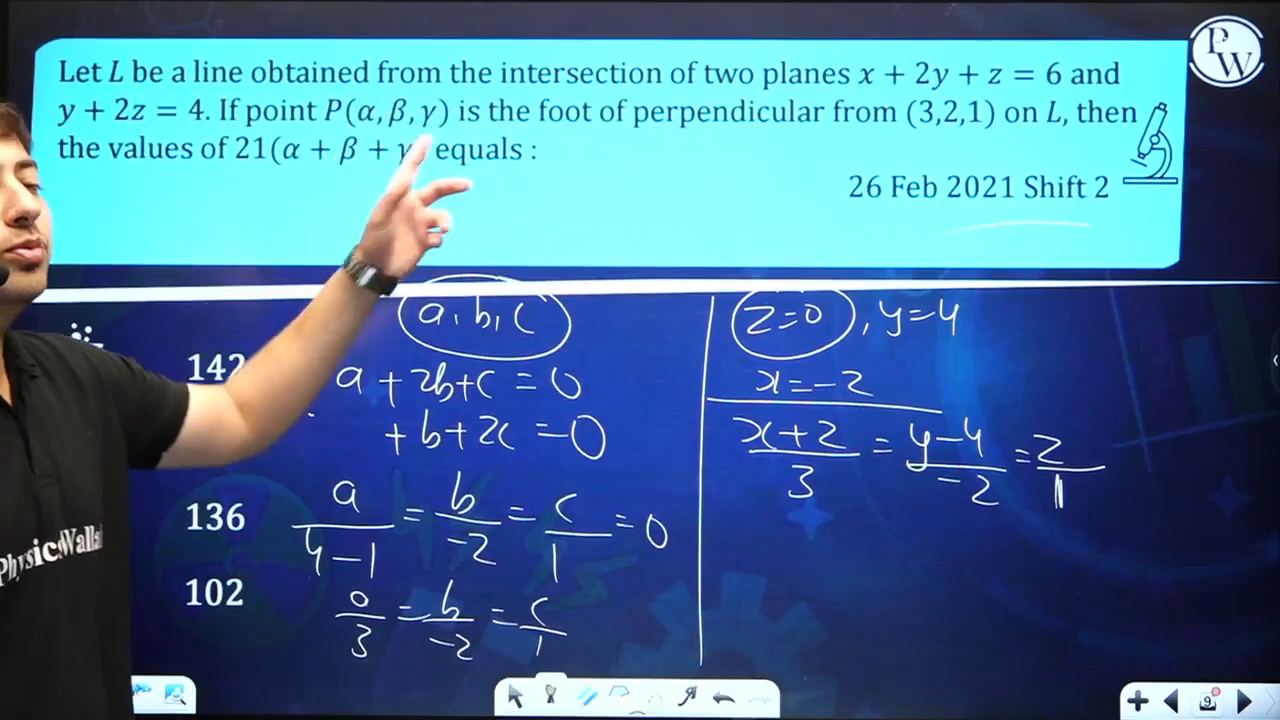 Let L be a line obtained from the intersection of two planes x + 2y + z = 6 and
y + 2z = 4. If point P(α, β, γ) is the foot of perpendicular from (3,2,1) on L, then
the values of 21(α + β + equals :
26 Feb 2021 Shift 2
PW
142
136
102
a, b, c
a + 2b + c = 0
+ b + 2c = 0
a/4-1 = b/-2 = c/1 = 0
a/3 = b/-2 = c/1
z=0, y=4
x = -2
x+2/3 = y-4/-2 = z/1
9